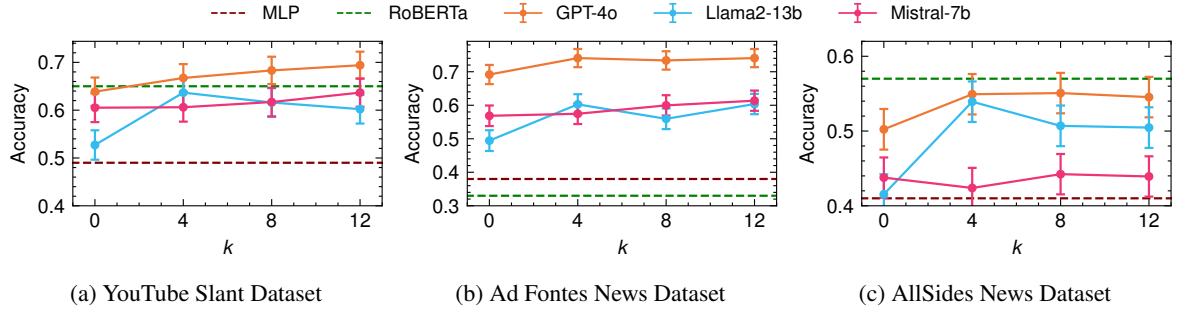 MLP RoBERTa GPT-4o Llama2-13b Mistral-7b
Accuracy
0.7
0.6
0.5
0.4
0 4 8 12
k
(a) YouTube Slant Dataset
Accuracy
0.8
0.7
0.6
0.5
0.4
0.3
0 4 8 12
k
(b) Ad Fontes News Dataset
Accuracy
0.6
0.5
0.4
0 4 8 12
k
(c) AllSides News Dataset